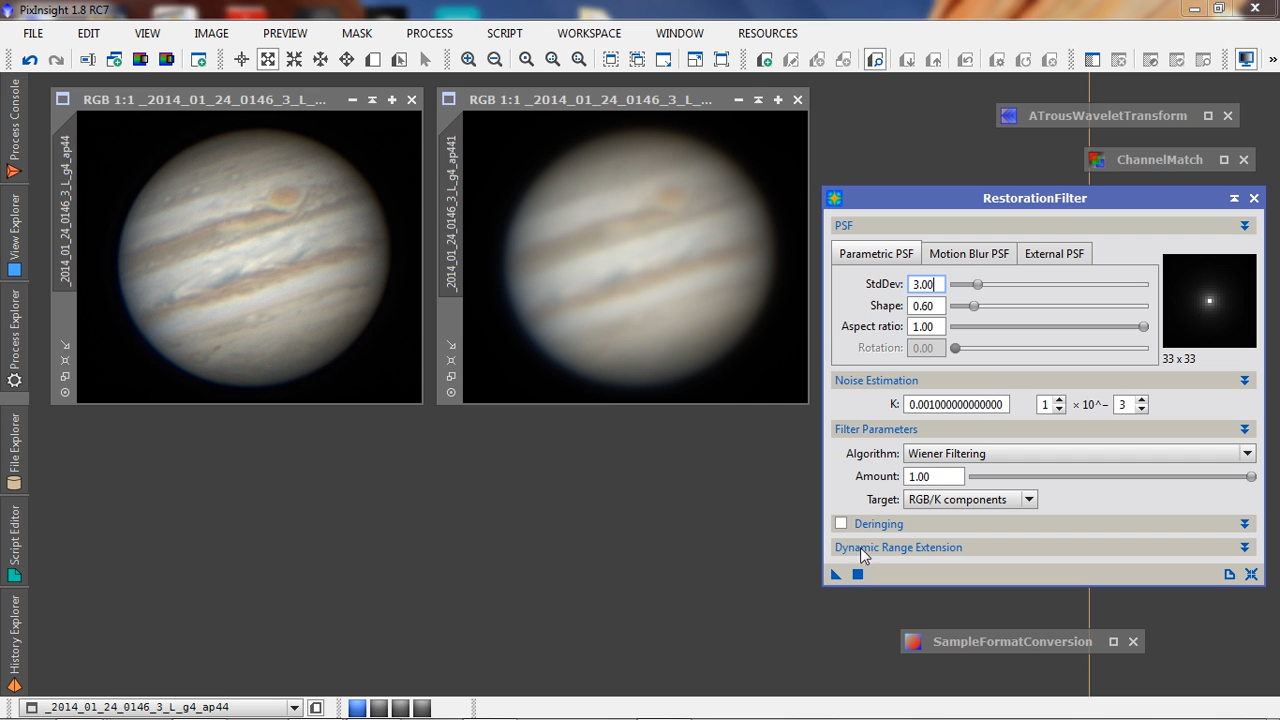 PixInsight 1.8 RC7
FILE EDIT VIEW IMAGE PREVIEW MASK PROCESS SCRIPT WORKSPACE WINDOW RESOURCES
»
Process Console
View Explorer
Process Explorer
File Explorer
Script Editor
History Explorer
RGB 1:1 _2014_01_24_0146_3_L_...
_2014_01_24_0146_3_L_g4_ap44
RGB 1:1 _2014_01_24_0146_3_L_...
_2014_01_24_0146_3_L_g4_ap441
ATrousWaveletTransform
ChannelMatch
RestorationFilter
PSF
Parametric PSF Motion Blur PSF External PSF
StdDev: 3.00
Shape: 0.60
Aspect ratio: 1.00
Rotation: 0.00
33 x 33
Noise Estimation
K: 0.001000000000000 1 × 10^− 3
Filter Parameters
Algorithm: Wiener Filtering
Amount: 1.00
Target: RGB/K components
Deringing
Dynamic Range Extension
SampleFormatConversion
_2014_01_24_0146_3_L_g4_ap44